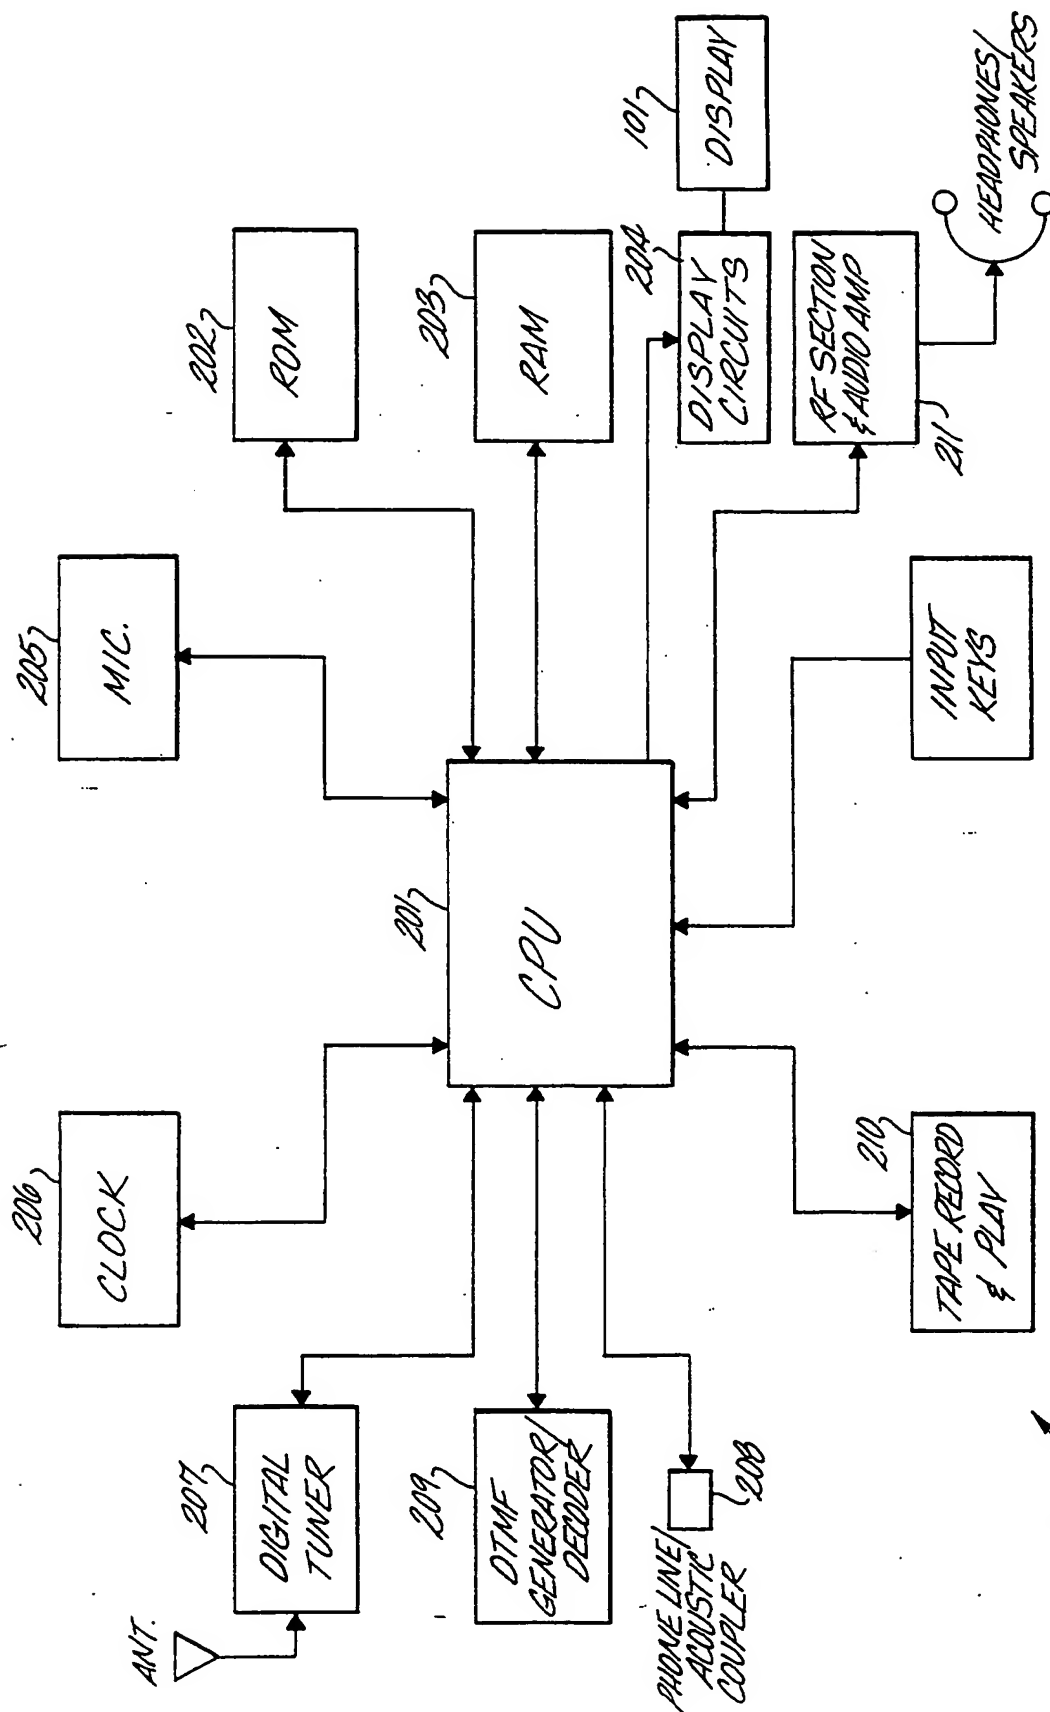 ANT.
207
DIGITAL
TUNER
206
CLOCK
205
MIC.
202
ROM
209
DTMF
GENERATOR/
DECODER
201
CPU
203
RAM
PHONE LINE/
ACOUSTIC
COUPLER
208
204
DISPLAY
CIRCUITS
101
DISPLAY
210
TAPE RECORD
& PLAY
INPUT
KEYS
RF SECTION
& AUDIO AMP
211
HEADPHONES/
SPEAKERS